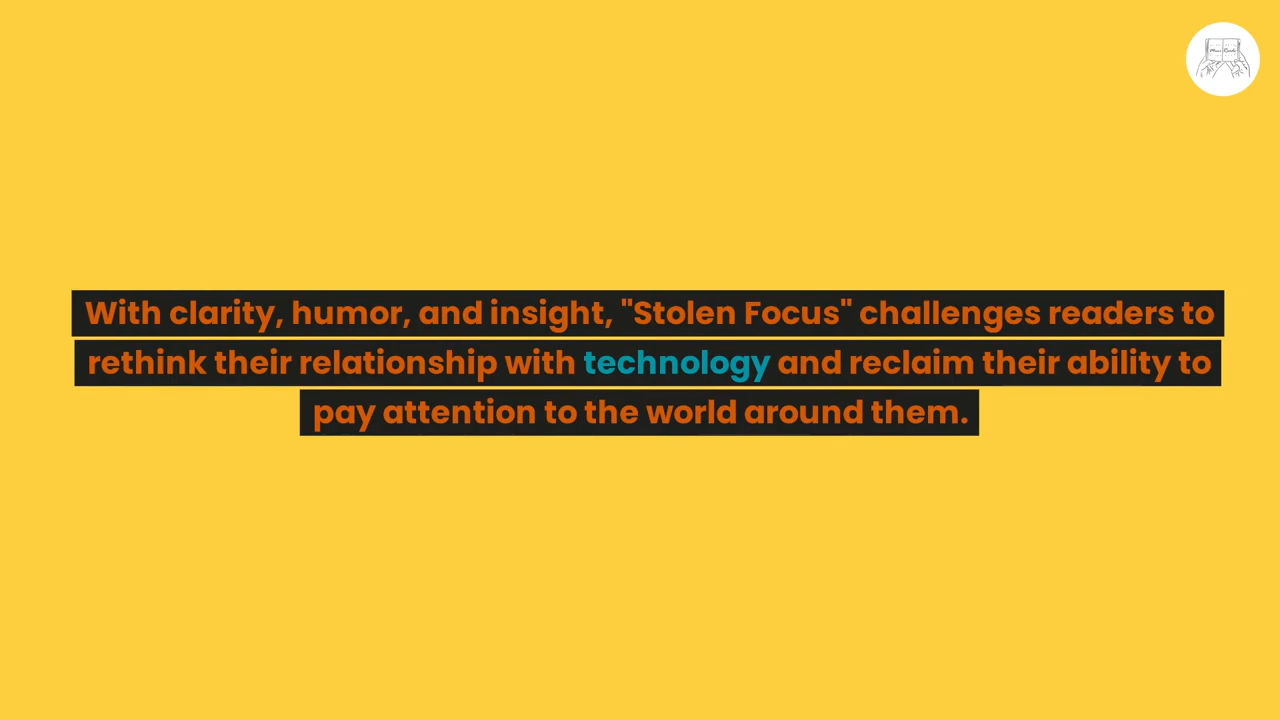 With clarity, humor, and insight, "Stolen Focus" challenges readers to
rethink their relationship with technology and reclaim their ability to
pay attention to the world around them.